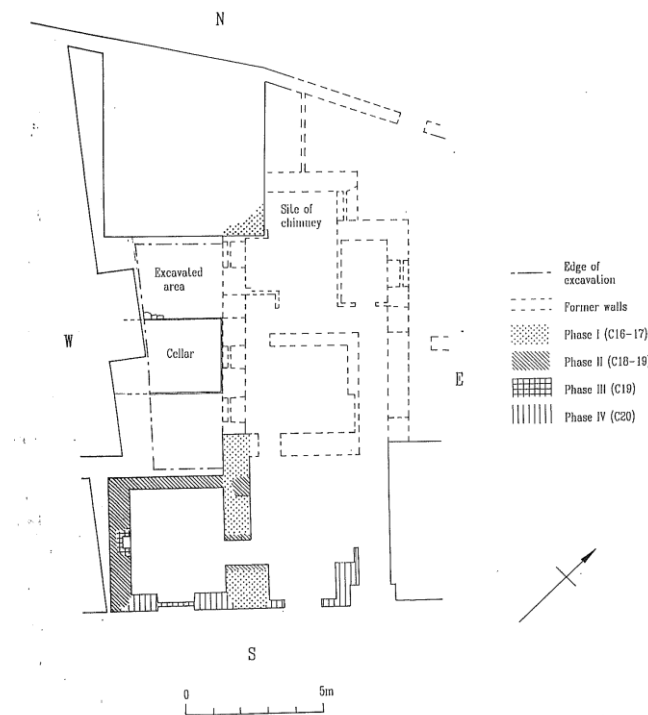 N
Site of
chimney
Excavated
area
Cellar
W
E
S
Edge of
excavation
Former walls
Phase I (C16-17)
Phase II (C18-19)
Phase III (C19)
Phase IV (C20)
0
5m